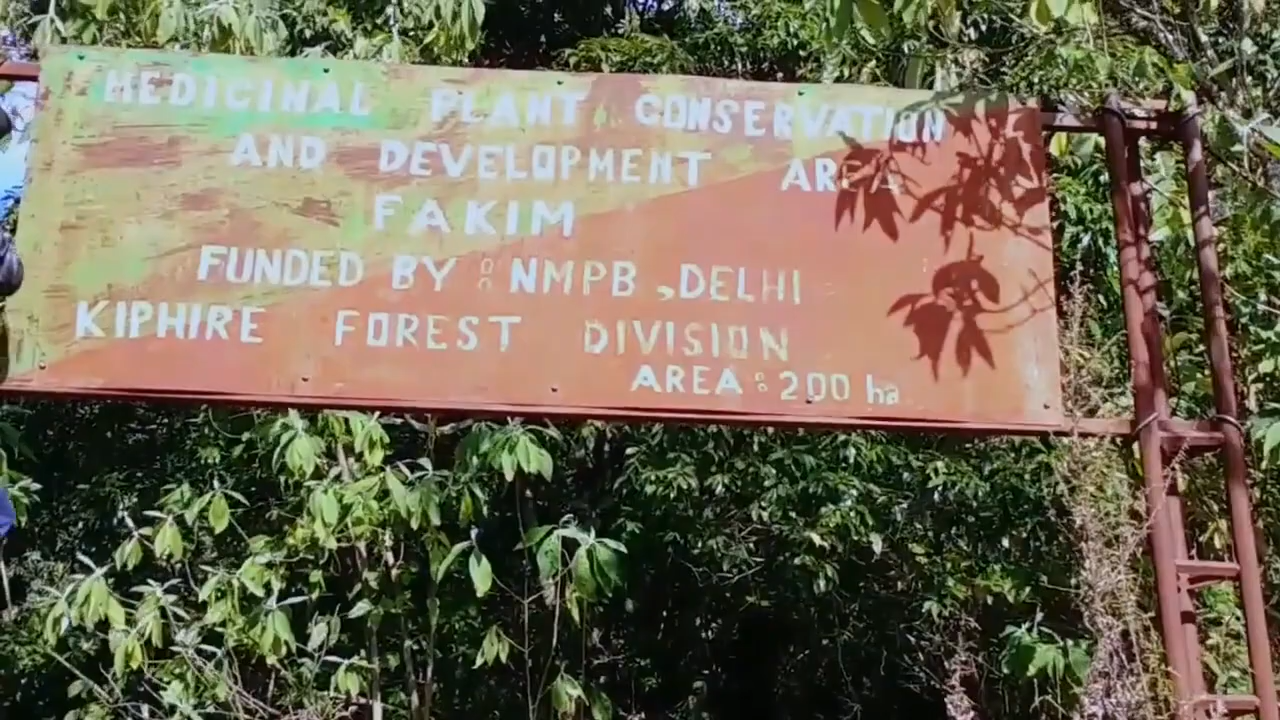 MEDICINAL PLANT CONSERVATION
AND DEVELOPMENT AREA
FAKIM
FUNDED BY : NMPB , DELHI
KIPHIRE FOREST DIVISION
AREA : 200 ha